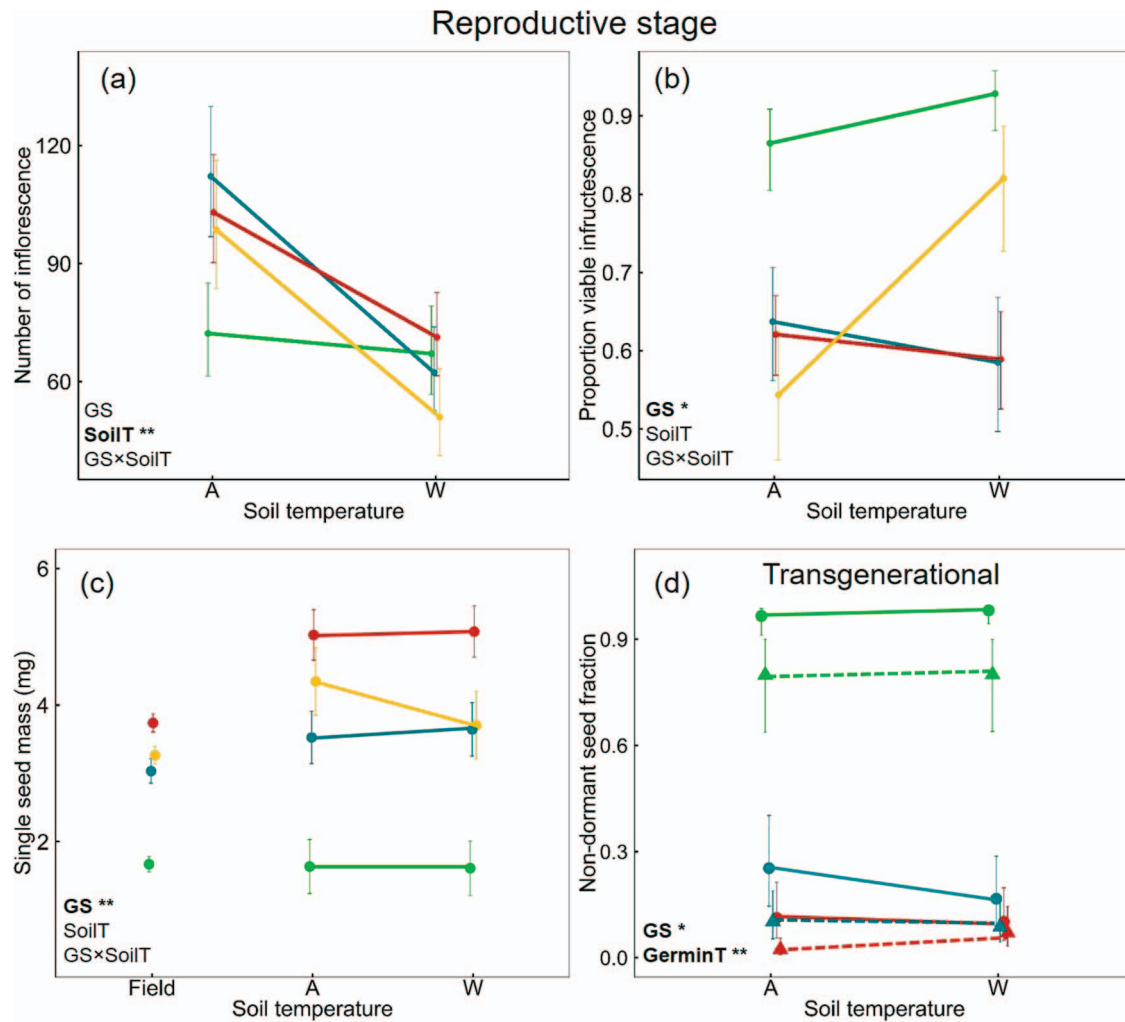 Reproductive stage
(a)
Number of inflorescence
120
90
60
GS
SoilT **
GS×SoilT
A
W
Soil temperature
(b)
Proportion viable infructescence
0.9
0.8
0.7
0.6
0.5
GS *
SoilT
GS×SoilT
A
W
Soil temperature
(c)
Single seed mass (mg)
6
4
2
GS **
SoilT
GS×SoilT
Field
A
W
Soil temperature
(d)
Transgenerational
Non-dormant seed fraction
0.9
0.6
0.3
0.0
GS *
GerminT **
A
W
Soil temperature